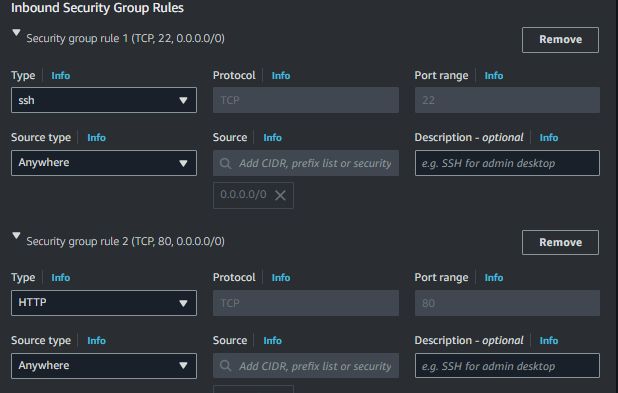 Inbound Security Group Rules
Security group rule 1 (TCP, 22, 0.0.0.0/0)
Remove
Type Info Protocol Info Port range Info
ssh TCP 22
Source type Info Source Info Description - optional Info
Anywhere Add CIDR, prefix list or security e.g. SSH for admin desktop
0.0.0.0/0
Security group rule 2 (TCP, 80, 0.0.0.0/0)
Remove
Type Info Protocol Info Port range Info
HTTP TCP 80
Source type Info Source Info Description - optional Info
Anywhere Add CIDR, prefix list or security e.g. SSH for admin desktop